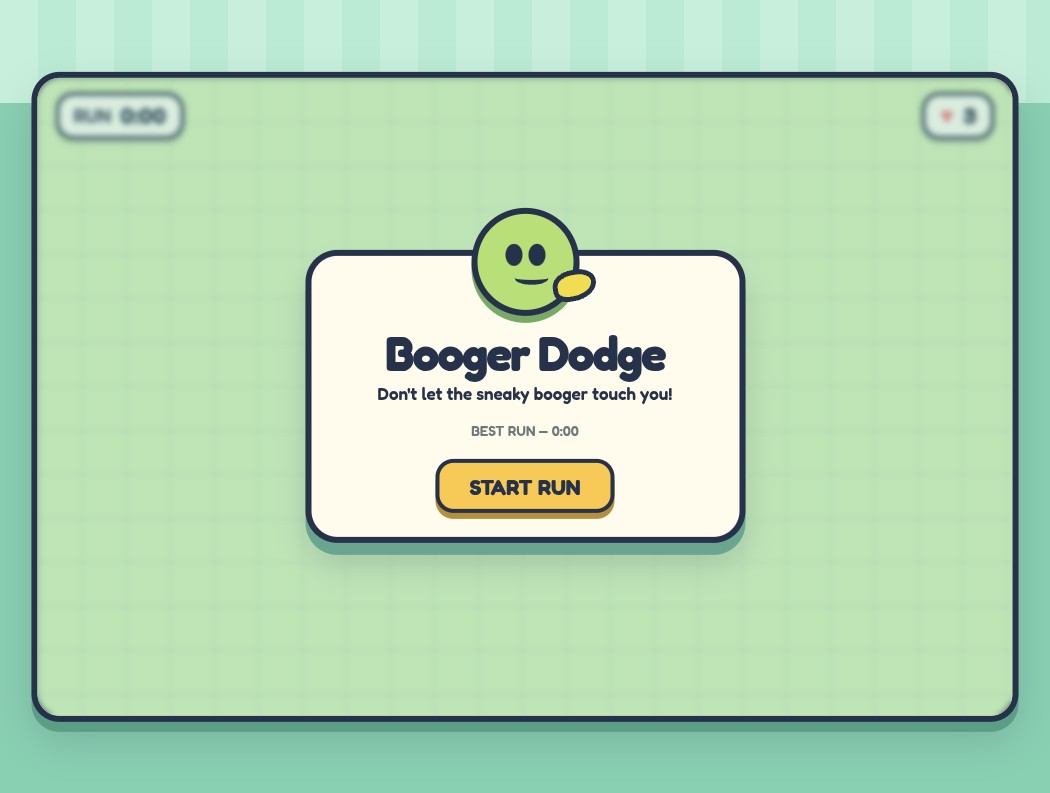 RUN 0:00
♥ 3
Booger Dodge
Don't let the sneaky booger touch you!
BEST RUN — 0:00
START RUN